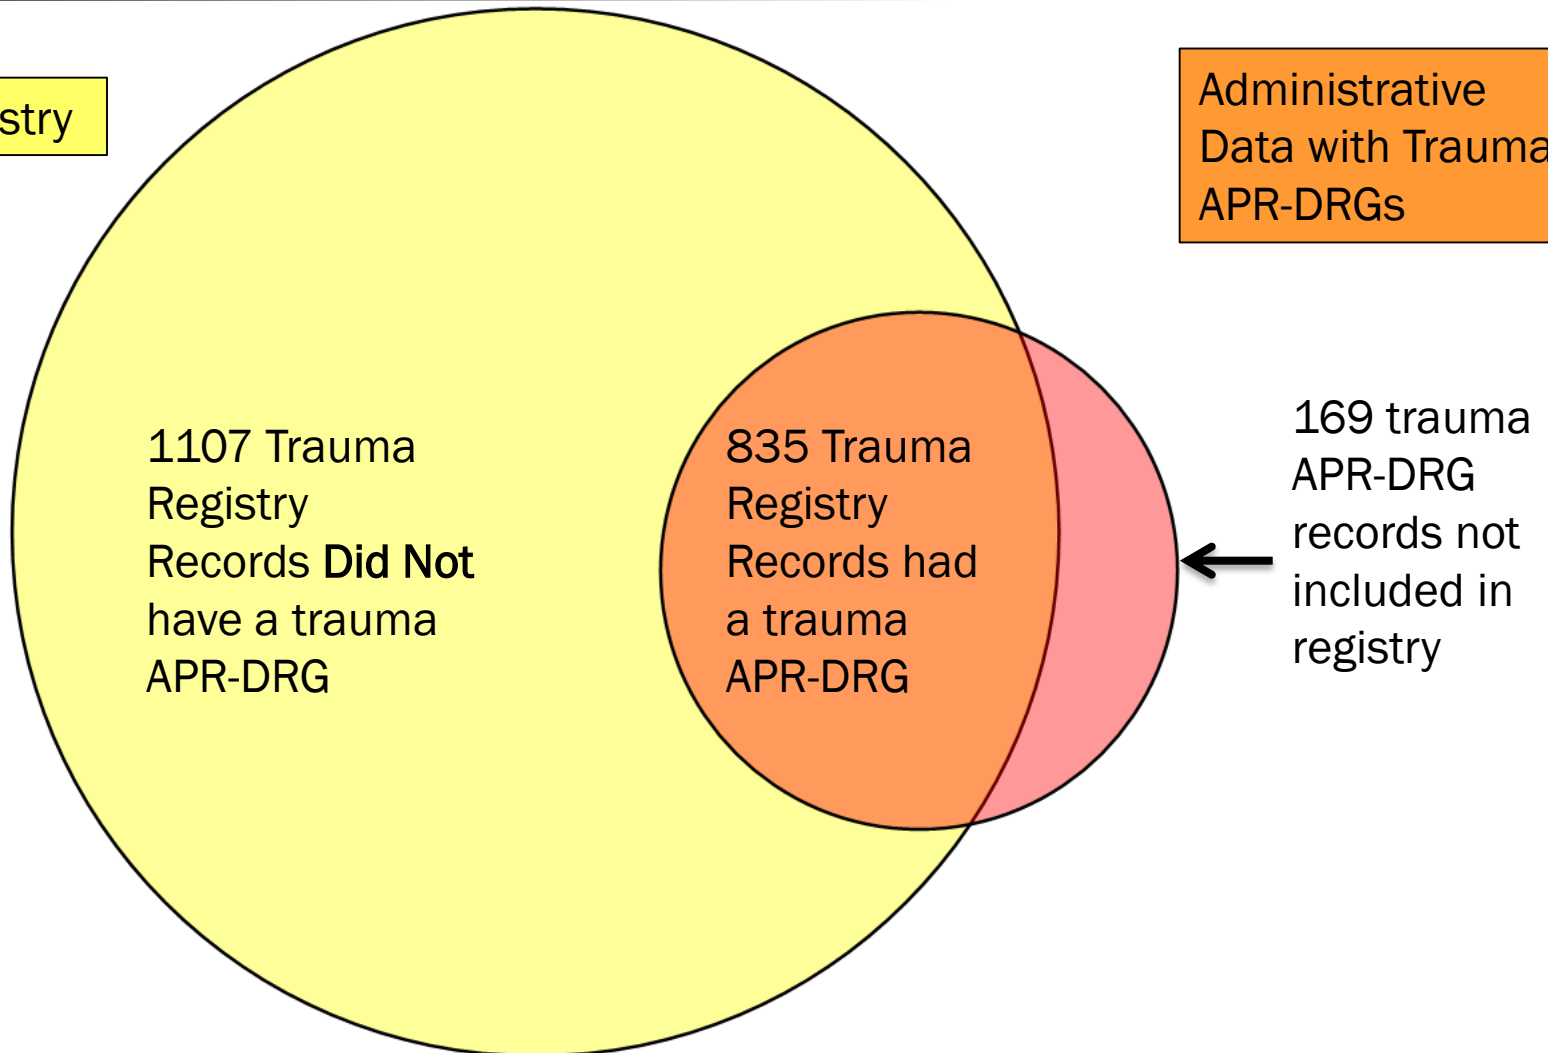 stry
Administrative
Data with Trauma
APR-DRGs
1107 Trauma
Registry
Records Did Not
have a trauma
APR-DRG
835 Trauma
Registry
Records had
a trauma
APR-DRG
169 trauma
APR-DRG
records not
included in
registry